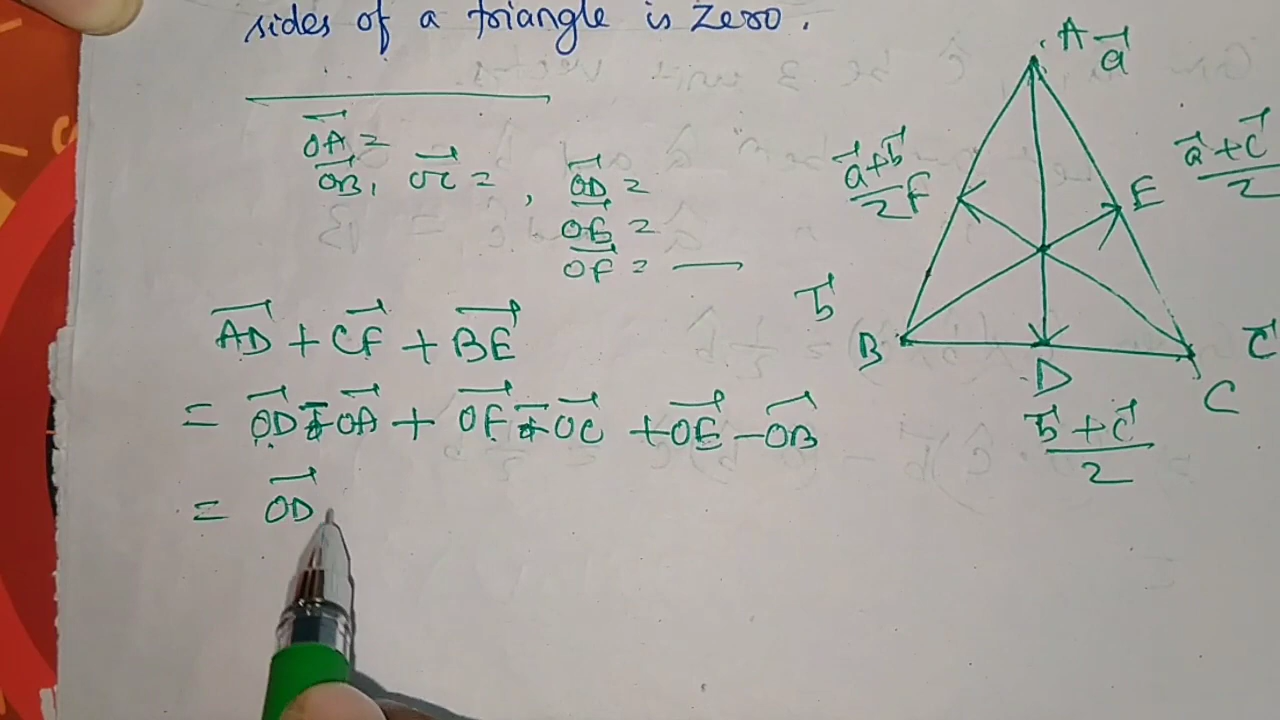 sides of a triangle is zero.
→OA =
→OB, →OC = , →OD =
→OE =
→OF = —
→AD + →CF + →BE
= →OD - →OA + →OF - →OC + →OE - →OB
= →OD
A →a
(→a + →b)/2 F
E (→a + →c)/2
→b
B
→c
D
C
(→b + →c)/2